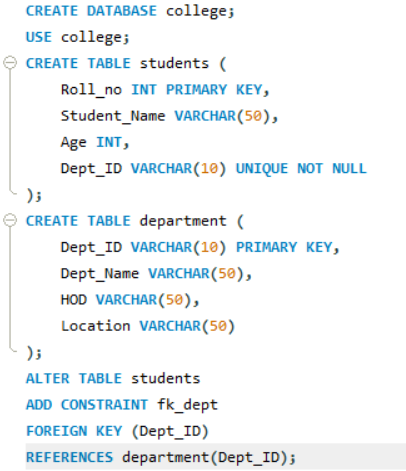 CREATE DATABASE college;
USE college;
CREATE TABLE students (
    Roll_no INT PRIMARY KEY,
    Student_Name VARCHAR(50),
    Age INT,
    Dept_ID VARCHAR(10) UNIQUE NOT NULL
);
CREATE TABLE department (
    Dept_ID VARCHAR(10) PRIMARY KEY,
    Dept_Name VARCHAR(50),
    HOD VARCHAR(50),
    Location VARCHAR(50)
);
ALTER TABLE students
ADD CONSTRAINT fk_dept
FOREIGN KEY (Dept_ID)
REFERENCES department(Dept_ID);